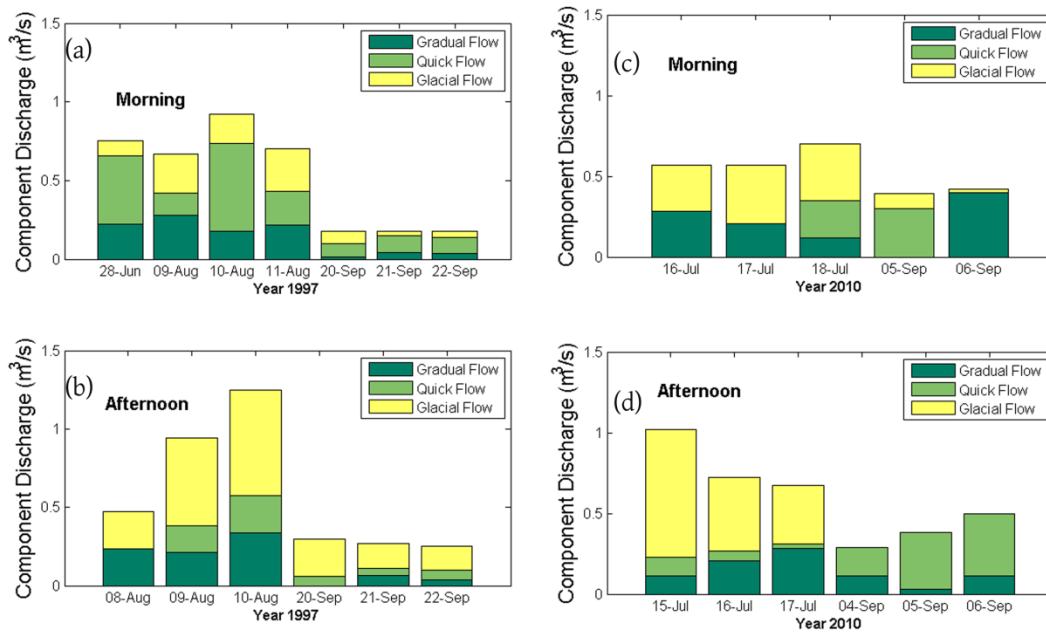 (a)
Component Discharge (m³/s)
1.5
1
0.5
0
Morning
Gradual Flow
Quick Flow
Glacial Flow
28-Jun 09-Aug 10-Aug 11-Aug 20-Sep 21-Sep 22-Sep
Year 1997
(c)
Component Discharge (m³/s)
1.5
1
0.5
0
Morning
Gradual Flow
Quick Flow
Glacial Flow
16-Jul 17-Jul 18-Jul 05-Sep 06-Sep
Year 2010
(b)
Component Discharge (m³/s)
1.5
1
0.5
0
Afternoon
Gradual Flow
Quick Flow
Glacial Flow
08-Aug 09-Aug 10-Aug 20-Sep 21-Sep 22-Sep
Year 1997
(d)
Component Discharge (m³/s)
1.5
1
0.5
0
Afternoon
Gradual Flow
Quick Flow
Glacial Flow
15-Jul 16-Jul 17-Jul 04-Sep 05-Sep 06-Sep
Year 2010